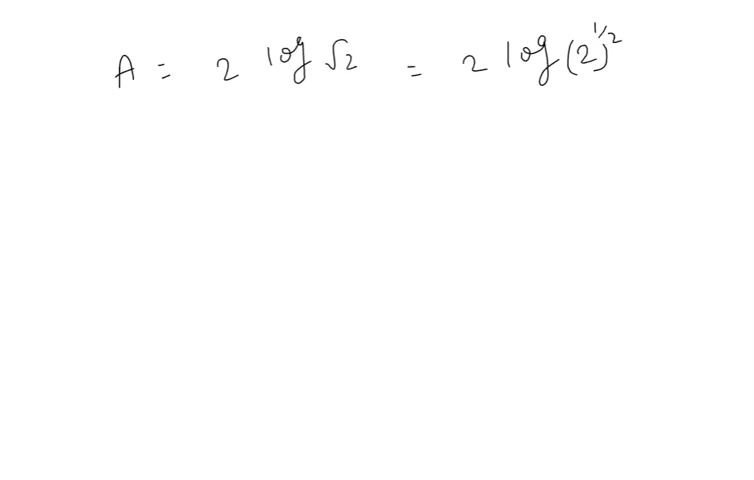 A = 2 log √2 = 2 log (2)^1/2